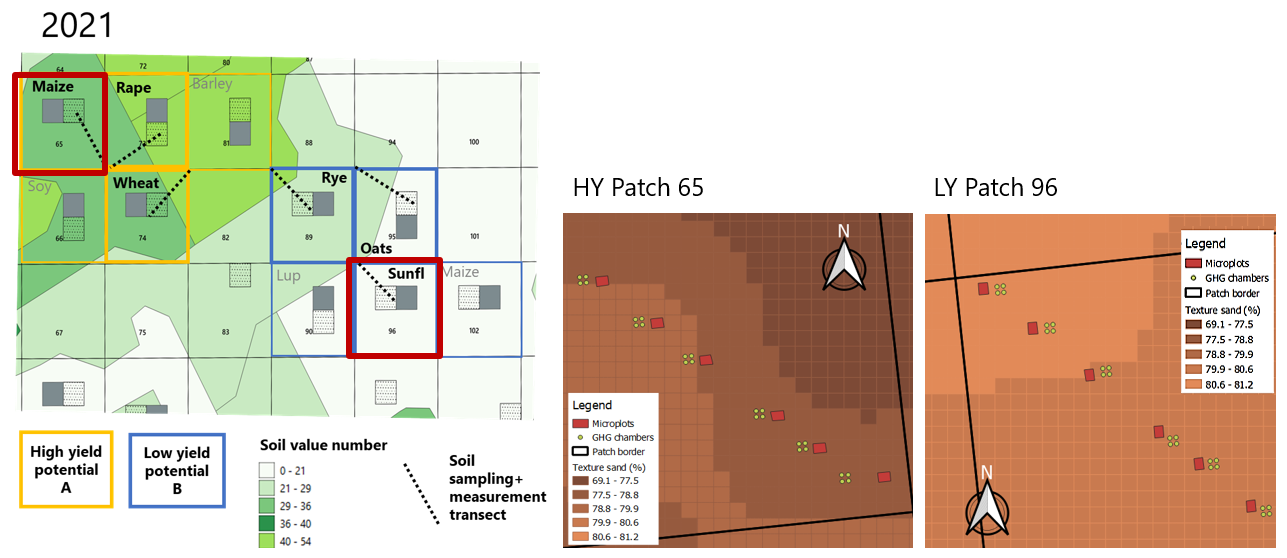 2021
64
72
80
87
Maize
Rape
Barley
65
73
81
88
94
100
Soy
Wheat
Rye
66
74
82
89
95
101
Oats
Lup
Sunfl
Maize
67
75
83
90
96
102
High yield
potential
A
Low yield
potential
B
Soil value number
0 - 21
21 - 29
29 - 36
36 - 40
40 - 54
Soil
sampling+
measurement
transect
HY Patch 65
N
Legend
Microplots
GHG chambers
Patch border
Texture sand (%)
69.1 - 77.5
77.5 - 78.8
78.8 - 79.9
79.9 - 80.6
80.6 - 81.2
LY Patch 96
Legend
Microplots
GHG chambers
Patch border
Texture sand (%)
69.1 - 77.5
77.5 - 78.8
78.8 - 79.9
79.9 - 80.6
80.6 - 81.2
N